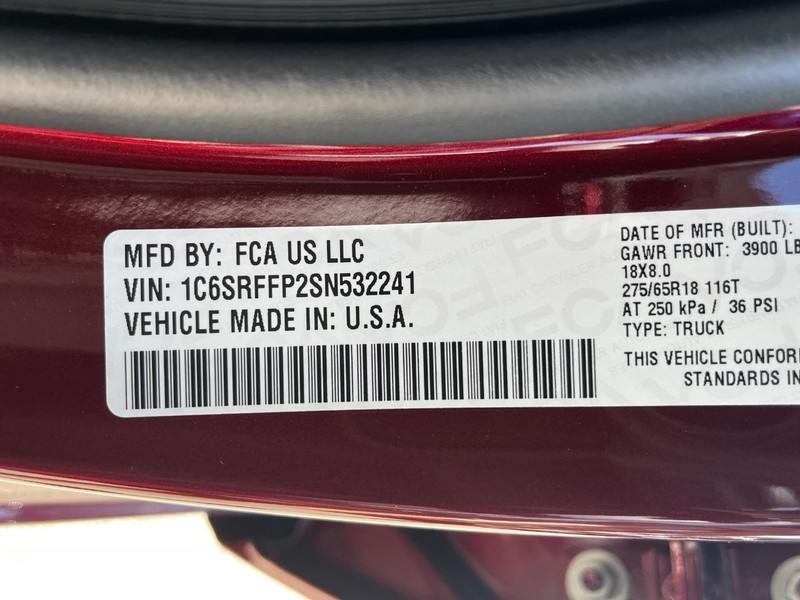 MFD BY: FCA US LLC
VIN: 1C6SRFFP2SN532241
VEHICLE MADE IN: U.S.A.
DATE OF MFR (BUILT):
GAWR FRONT: 3900 LB
18X8.0
275/65R18 116T
AT 250 kPa / 36 PSI
TYPE: TRUCK
THIS VEHICLE
STANDARDS IN